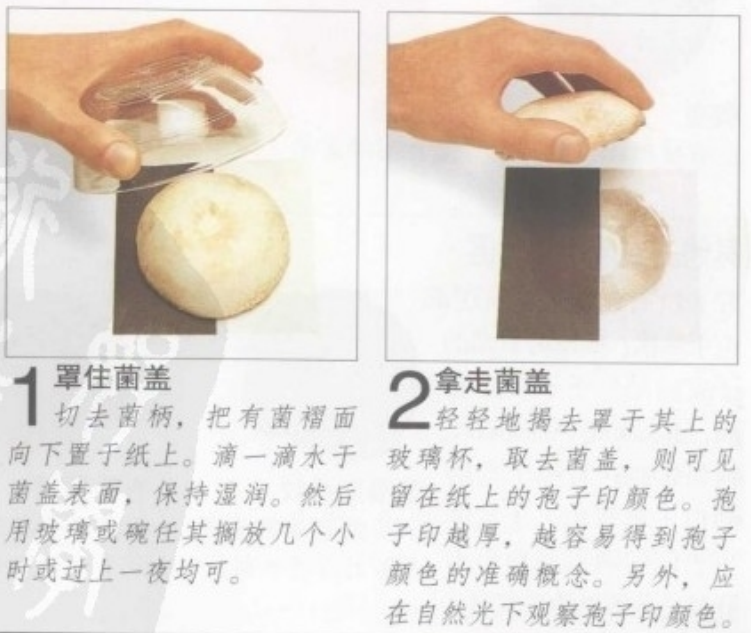 1 罩住菌盖
切去菌柄，把有菌褶面
向下置于纸上。滴一滴水于
菌盖表面，保持湿润。然后
用玻璃或碗任其搁放几个小
时或过上一夜均可。
2 拿走菌盖
轻轻地揭去罩于其上的
玻璃杯，取去菌盖，则可见
留在纸上的孢子印颜色。孢
子印越厚，越容易得到孢子
颜色的准确概念。另外，应
在自然光下观察孢子印颜色。